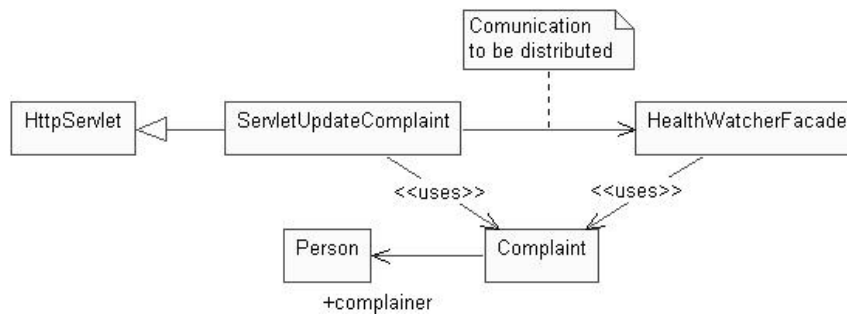 Comunication
to be distributed
HttpServlet
ServletUpdateComplaint
HealthWatcherFacade
<<uses>>
<<uses>>
Person
Complaint
+complainer